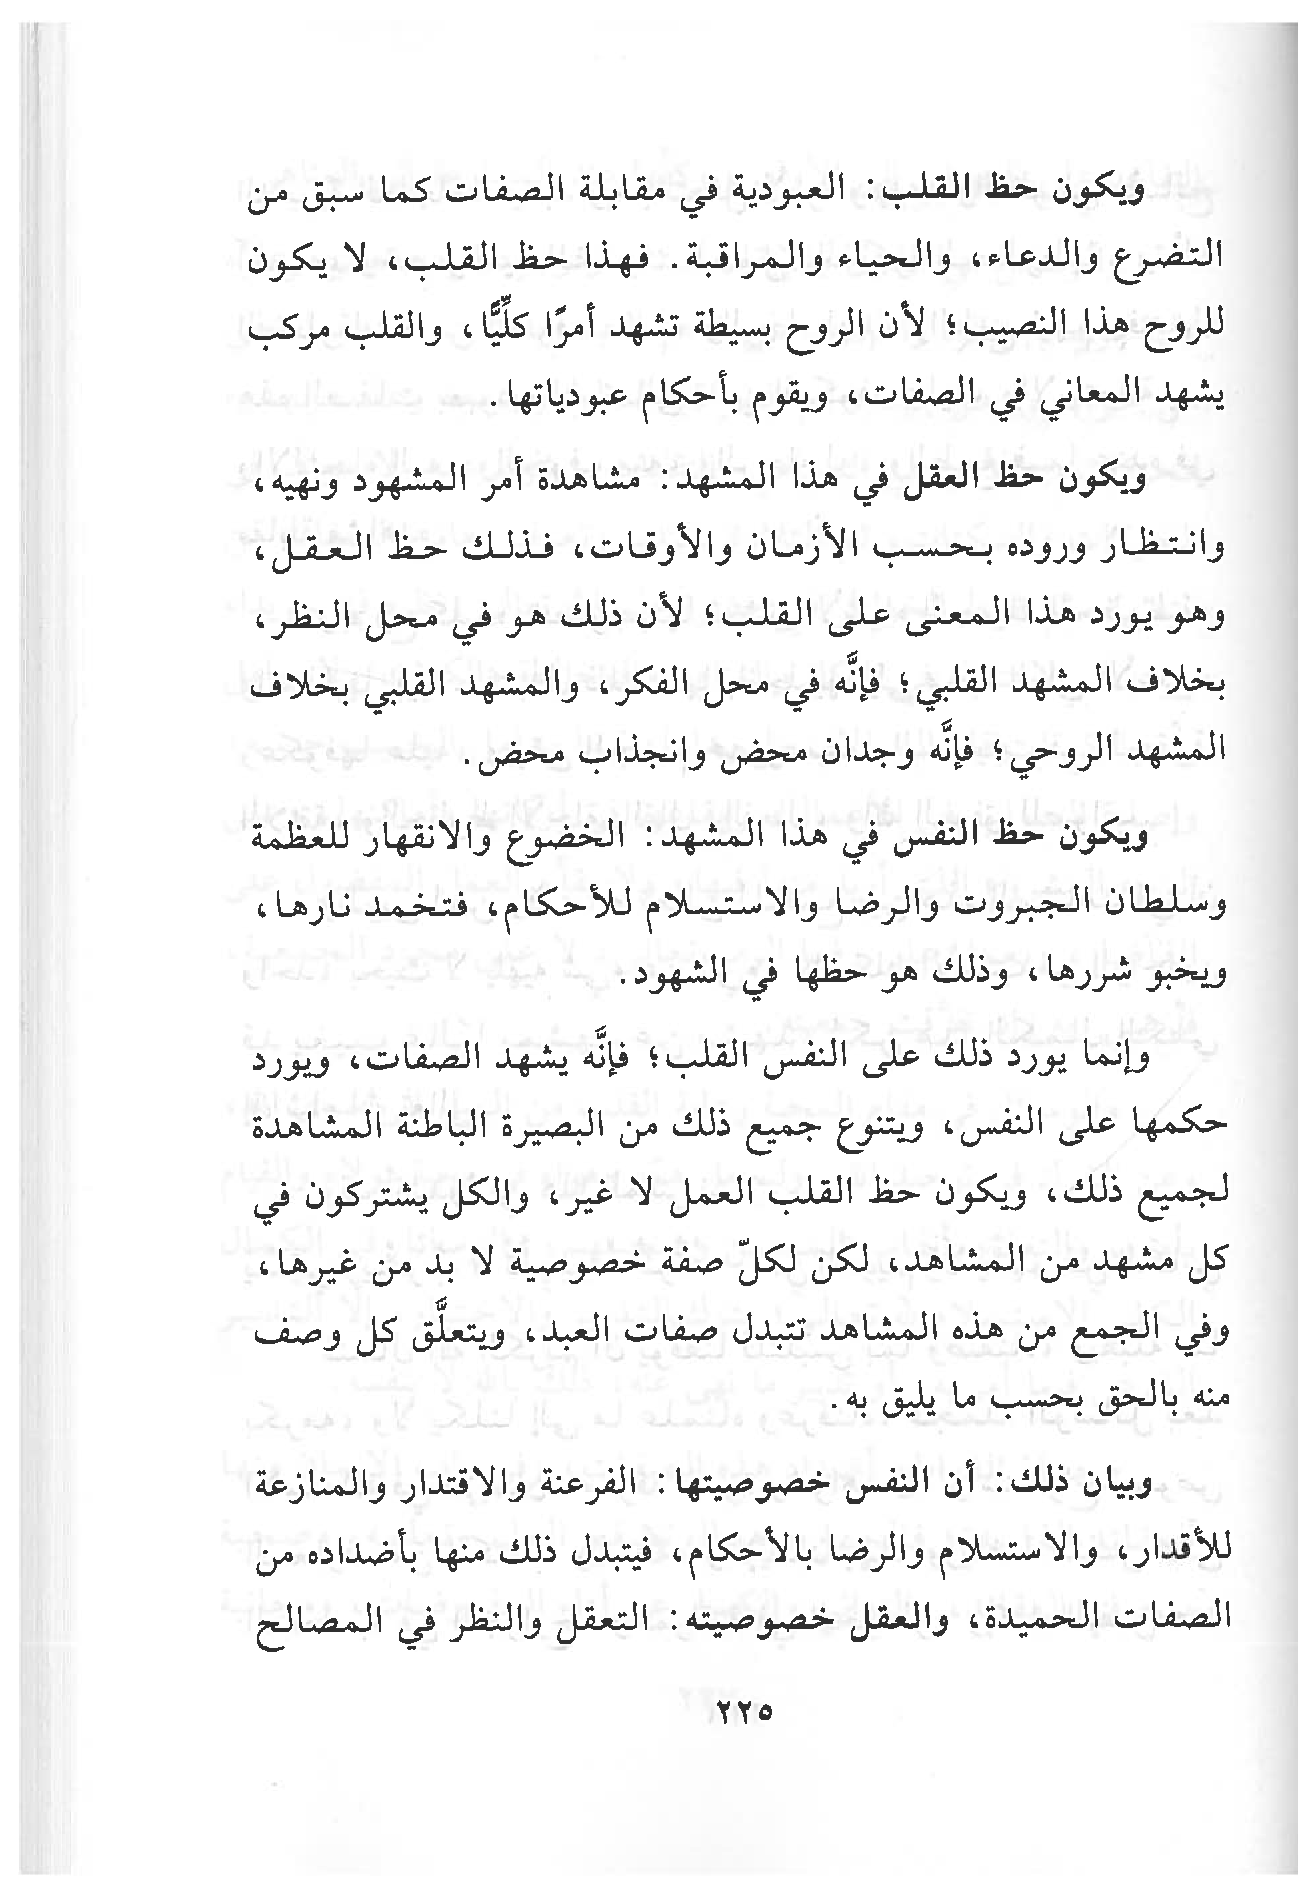 ويكون حظ القلب: العبودية في مقابلة الصفات كما سبق من
التضرع والدعاء، والحياء والمراقبة. فهذا حظ القلب، لا يكون
للروح هذا النصيب؛ لأن الروح بسيطة تشهد أمرًا كلِّيًّا، والقلب مركب
يشهد المعاني في الصفات، ويقوم بأحكام عبودياتها.
ويكون حظ العقل في هذا المشهد: مشاهدة أمر المشهود ونهيه،
وانتظار وروده بحسب الأزمان والأوقات، فذلك حظ العقل،
وهو يورد هذا المعنى على القلب؛ لأن ذلك هو في محل النظر،
بخلاف المشهد القلبي؛ فإنَّه في محل الفكر، والمشهد القلبي بخلاف
المشهد الروحي؛ فإنَّه وجدان محض وانجذاب محض.
ويكون حظ النفس في هذا المشهد: الخضوع والانقهار للعظمة
وسلطان الجبروت والرضا والاستسلام للأحكام، فتخمد نارها،
ويخبو شررها، وذلك هو حظها في الشهود.
وإنما يورد ذلك على النفس القلب؛ فإنَّه يشهد الصفات، ويورد
حكمها على النفس، ويتنوع جميع ذلك من البصيرة الباطنة المشاهدة
لجميع ذلك، ويكون حظ القلب العمل لا غير، والكل يشتركون في
كل مشهد من المشاهد، لكن لكلّ صفة خصوصية لا بد من غيرها،
وفي الجمع من هذه المشاهد تتبدل صفات العبد، ويتعلَّق كل وصف
منه بالحق بحسب ما يليق به.
وبيان ذلك: أن النفس خصوصيتها: الفرعنة والاقتدار والمنازعة
للأقدار، والاستسلام والرضا بالأحكام، فيتبدل ذلك منها بأضداده من
الصفات الحميدة، والعقل خصوصيته: التعقل والنظر في المصالح
٢٢٥